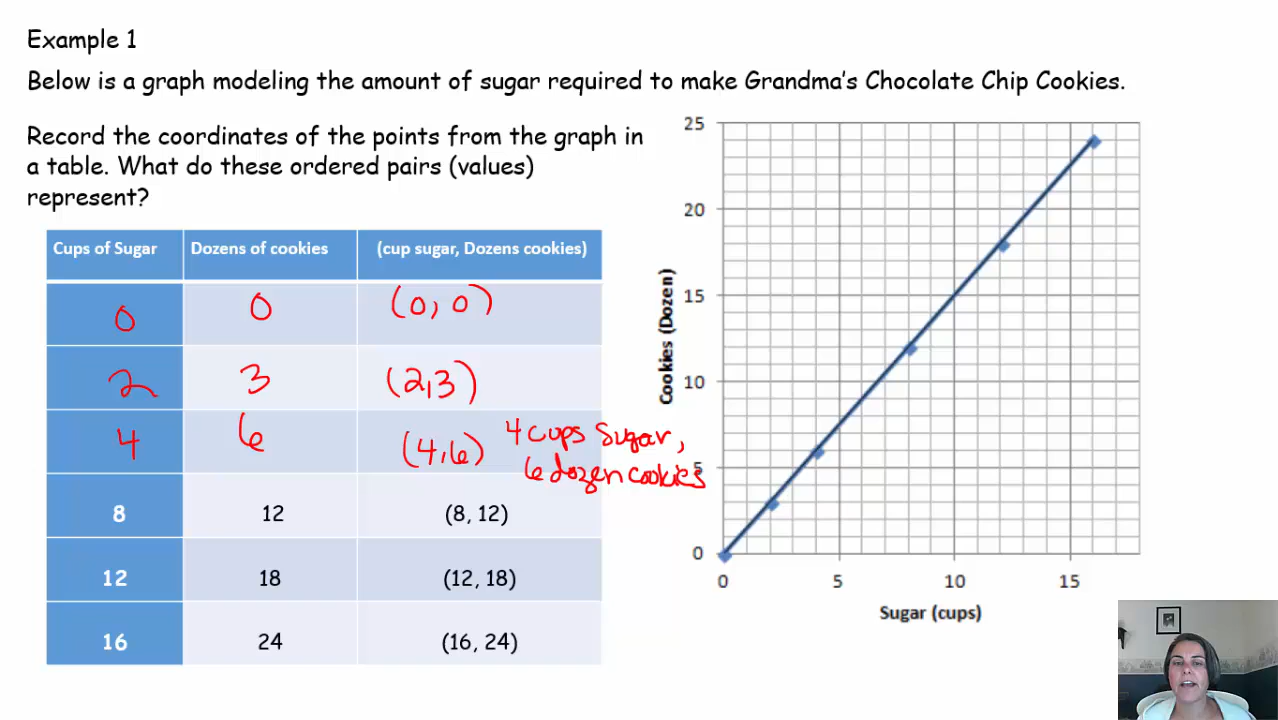 Example 1
Below is a graph modeling the amount of sugar required to make Grandma's Chocolate Chip Cookies.
Record the coordinates of the points from the graph in
a table. What do these ordered pairs (values)
represent?
Cups of Sugar Dozens of cookies (cup sugar, Dozens cookies)
0 0 (0, 0)
2 3 (2,3)
4 6 (4,6) 4 cups sugar,
6 dozen cookies
8 12 (8, 12)
12 18 (12, 18)
16 24 (16, 24)
25
20
15
10
5
0
Cookies (Dozen)
0 5 10 15
Sugar (cups)